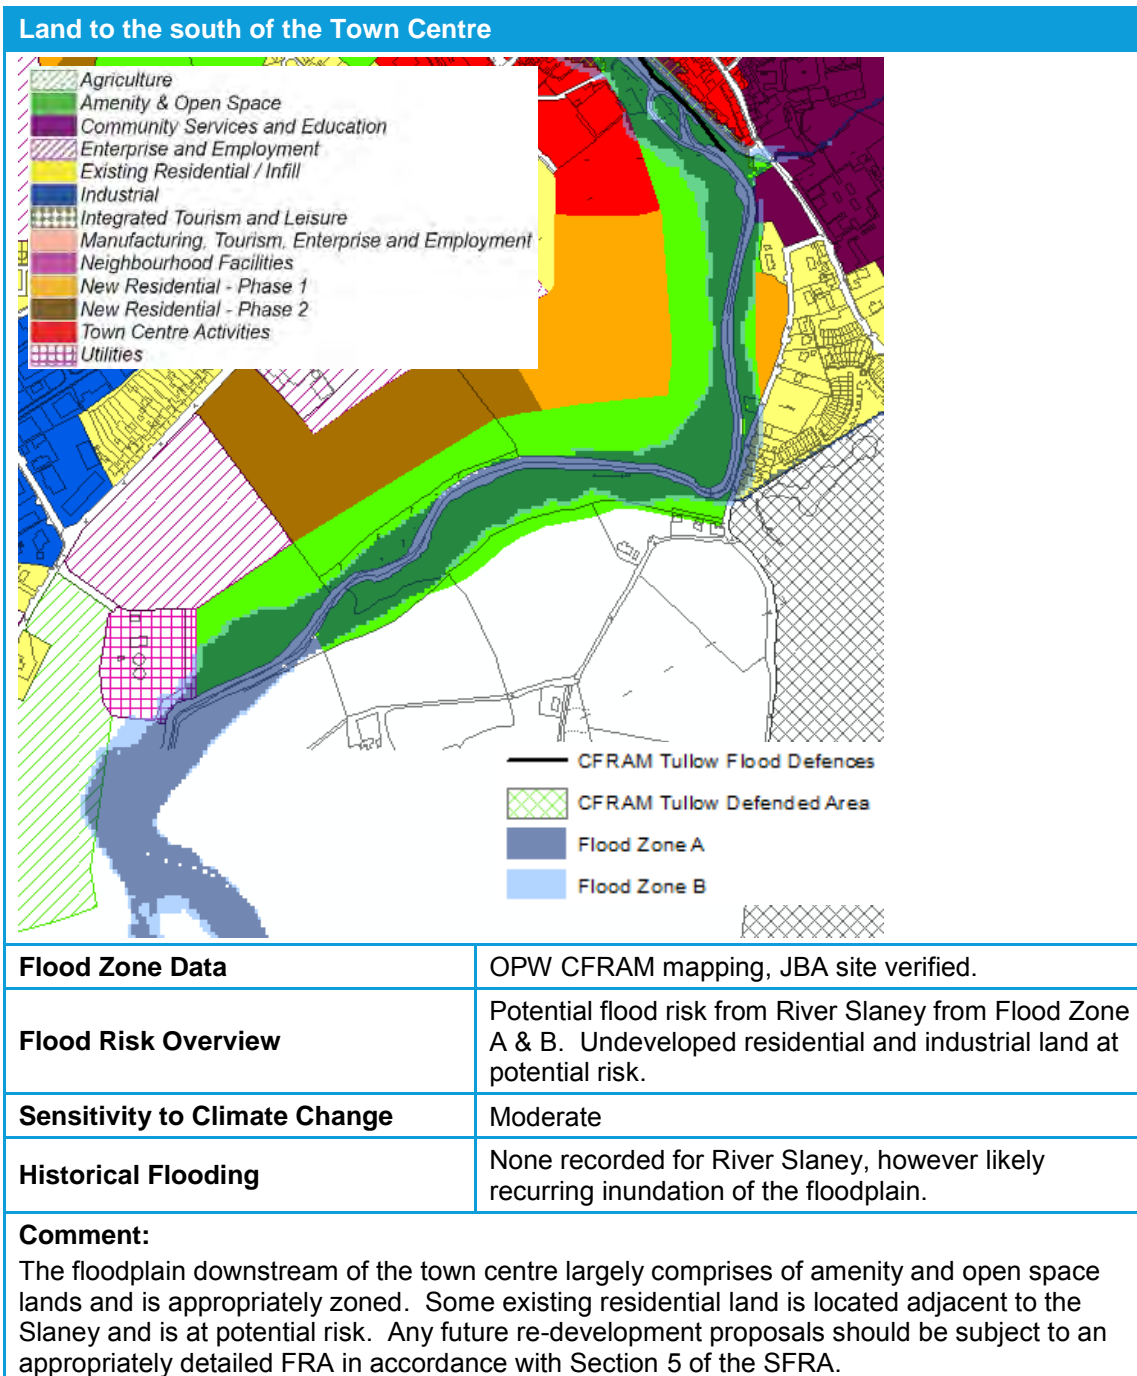 Land to the south of the Town Centre
Agriculture
Amenity & Open Space
Community Services and Education
Enterprise and Employment
Existing Residential / Infill
Industrial
Integrated Tourism and Leisure
Manufacturing, Tourism, Enterprise and Employment
Neighbourhood Facilities
New Residential - Phase 1
New Residential - Phase 2
Town Centre Activities
Utilities
CFRAM Tullow Flood Defences
CFRAM Tullow Defended Area
Flood Zone A
Flood Zone B
Flood Zone Data
OPW CFRAM mapping, JBA site verified.
Flood Risk Overview
Potential flood risk from River Slaney from Flood Zone
A & B.  Undeveloped residential and industrial land at
potential risk.
Sensitivity to Climate Change
Moderate
Historical Flooding
None recorded for River Slaney, however likely
recurring inundation of the floodplain.
Comment:
The floodplain downstream of the town centre largely comprises of amenity and open space
lands and is appropriately zoned.  Some existing residential land is located adjacent to the
Slaney and is at potential risk.  Any future re-development proposals should be subject to an
appropriately detailed FRA in accordance with Section 5 of the SFRA.